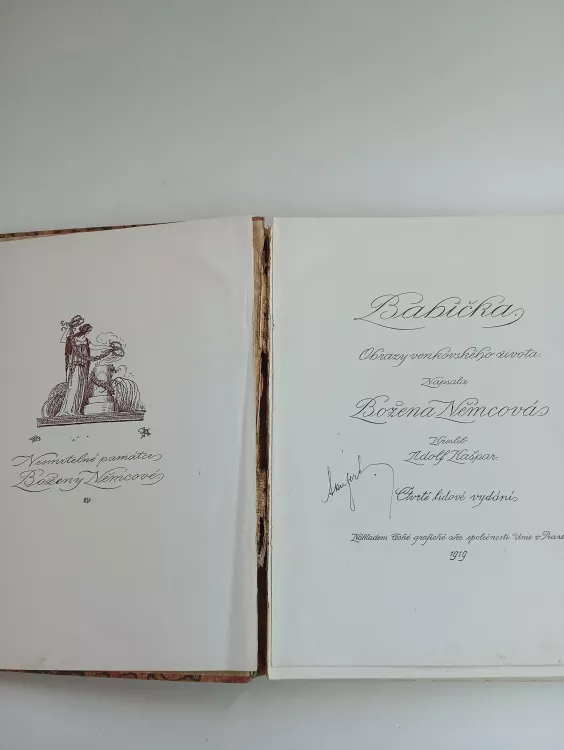 Nesmrtelné památce
Boženy Němcové
Babička
Obrazy venkovského života.
Napsala
Božena Němcová
Kreslil
Adolf Kašpar.
Čtvrté lidové vydání
Nákladem České grafické akc. společnosti Unie v Praze
1919